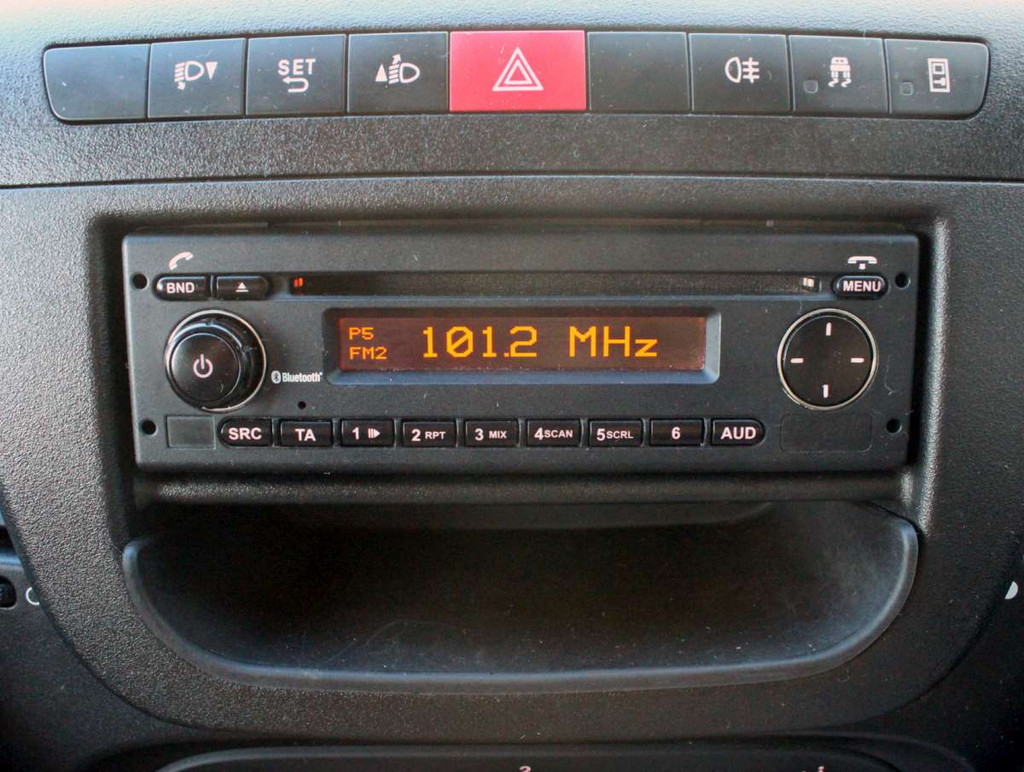 SET
BND
MENU
P5
FM2
101.2 MHz
Bluetooth
SRC
TA
1
2 RPT
3 MIX
4SCAN
5SCRL
6
AUD